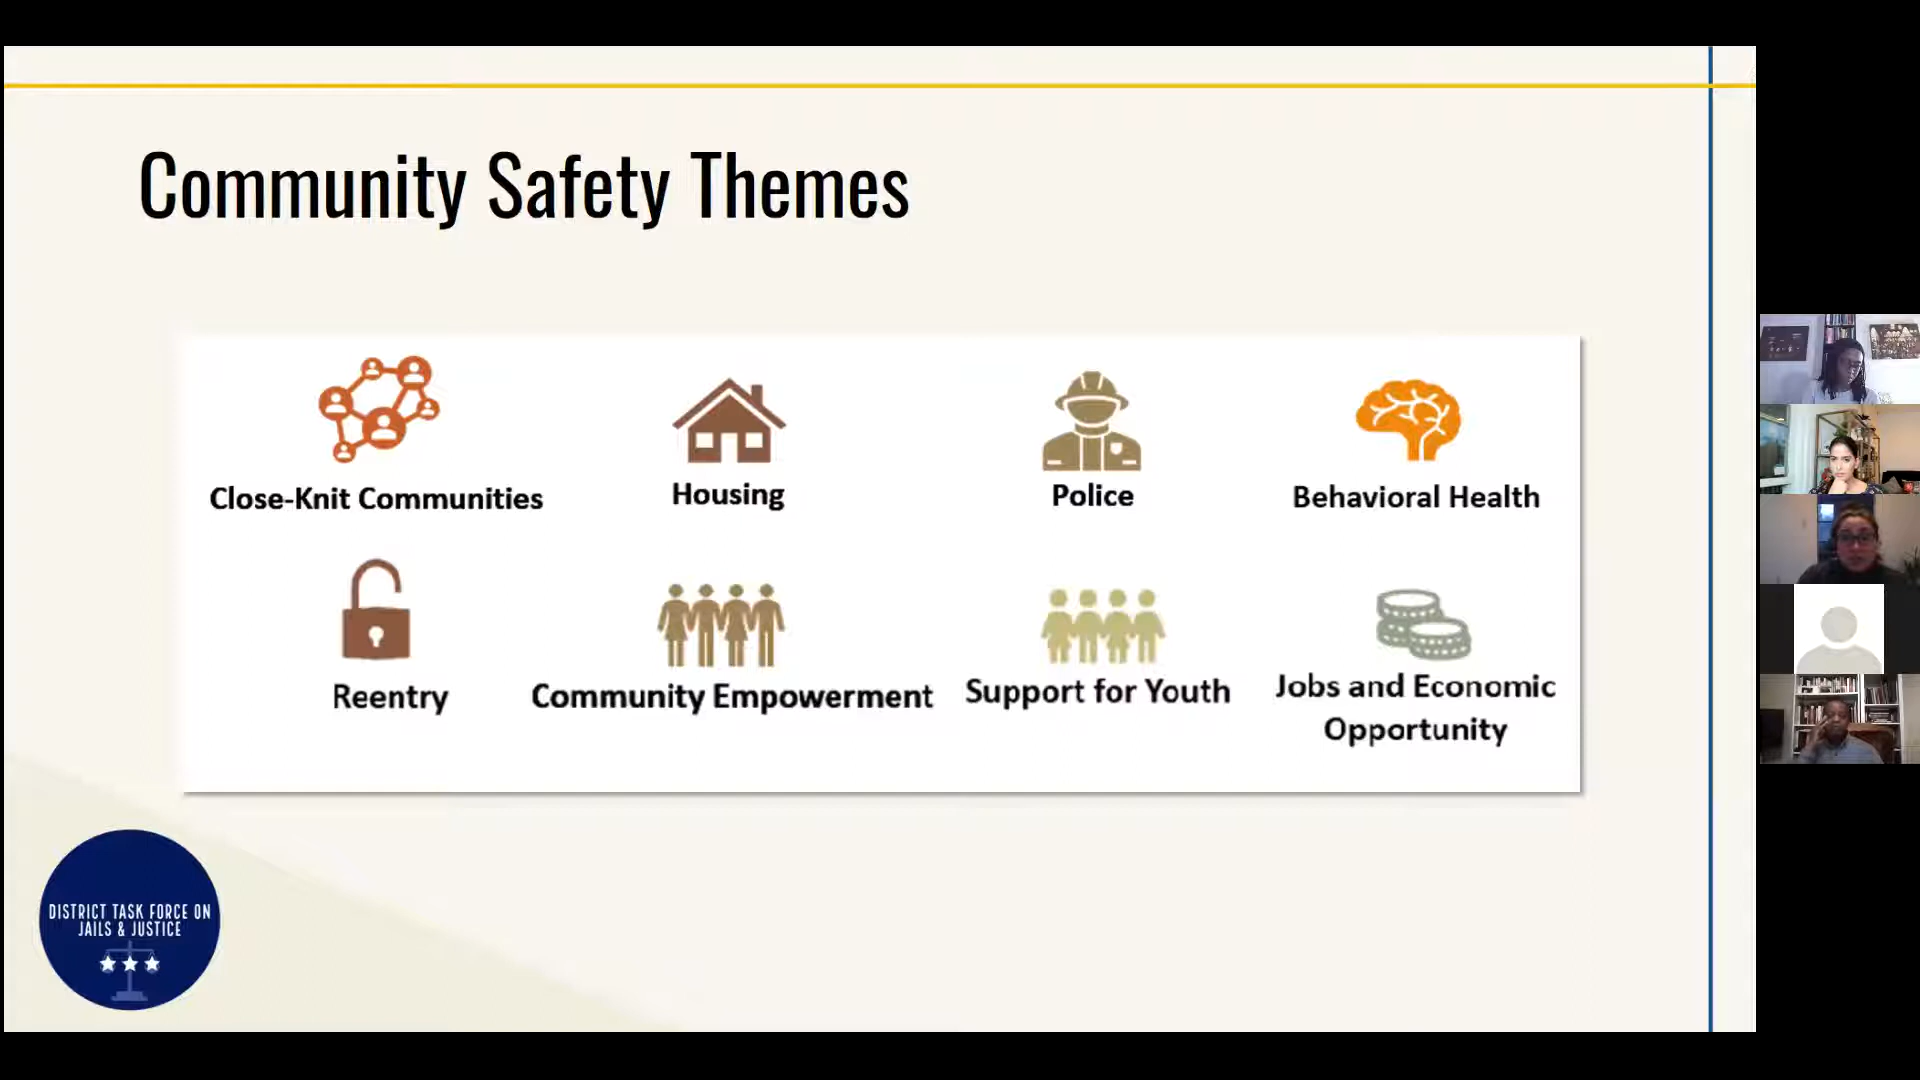 Community Safety Themes
Close-Knit Communities
Housing
Police
Behavioral Health
Reentry
Community Empowerment
Support for Youth
Jobs and Economic
Opportunity
DISTRICT TASK FORCE ON
JAILS & JUSTICE